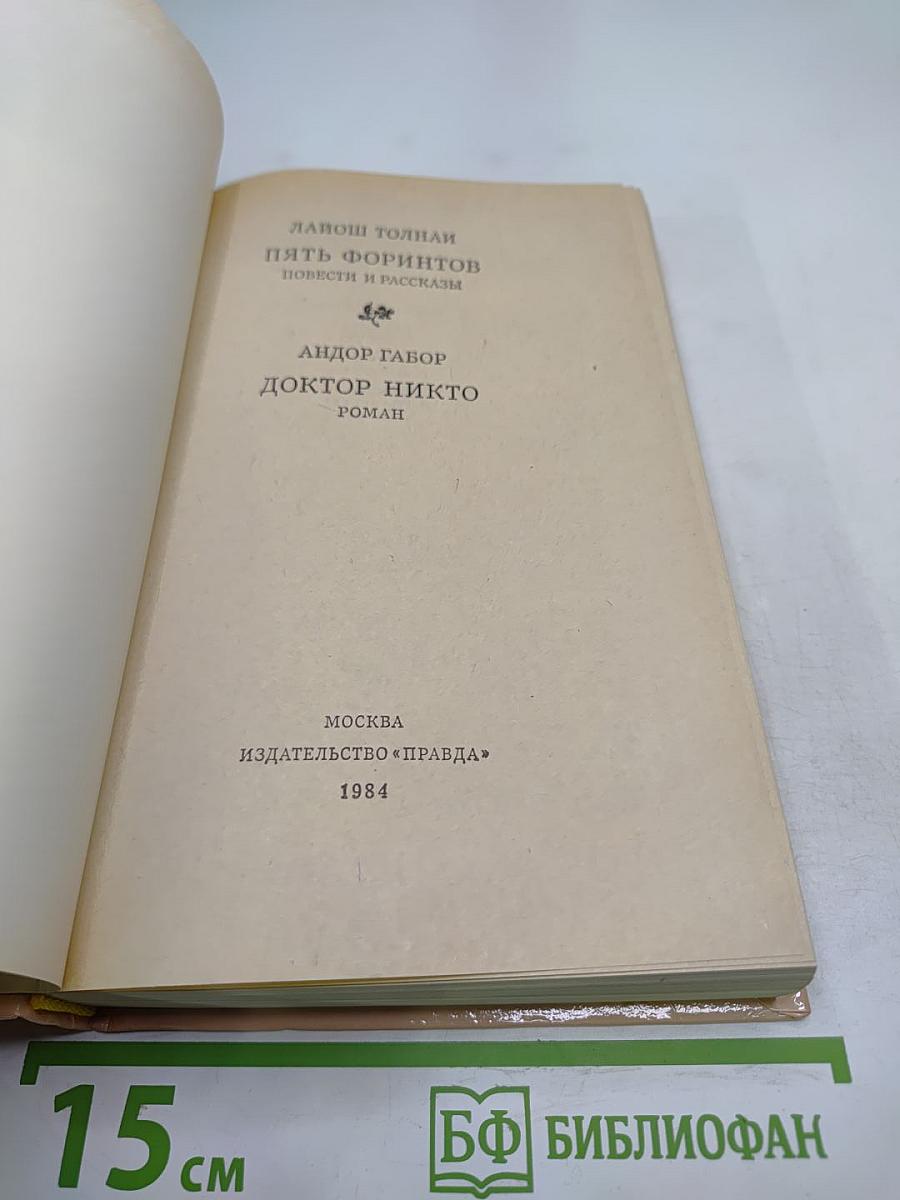 ЛАЙОШ ТОЛНАИ
ПЯТЬ ФОРИНТОВ
ПОВЕСТИ И РАССКАЗЫ
АНДОР ГАБОР
ДОКТОР НИКТО
РОМАН
МОСКВА
ИЗДАТЕЛЬСТВО «ПРАВДА»
1984
15 см
БФ БИБЛИОФАН